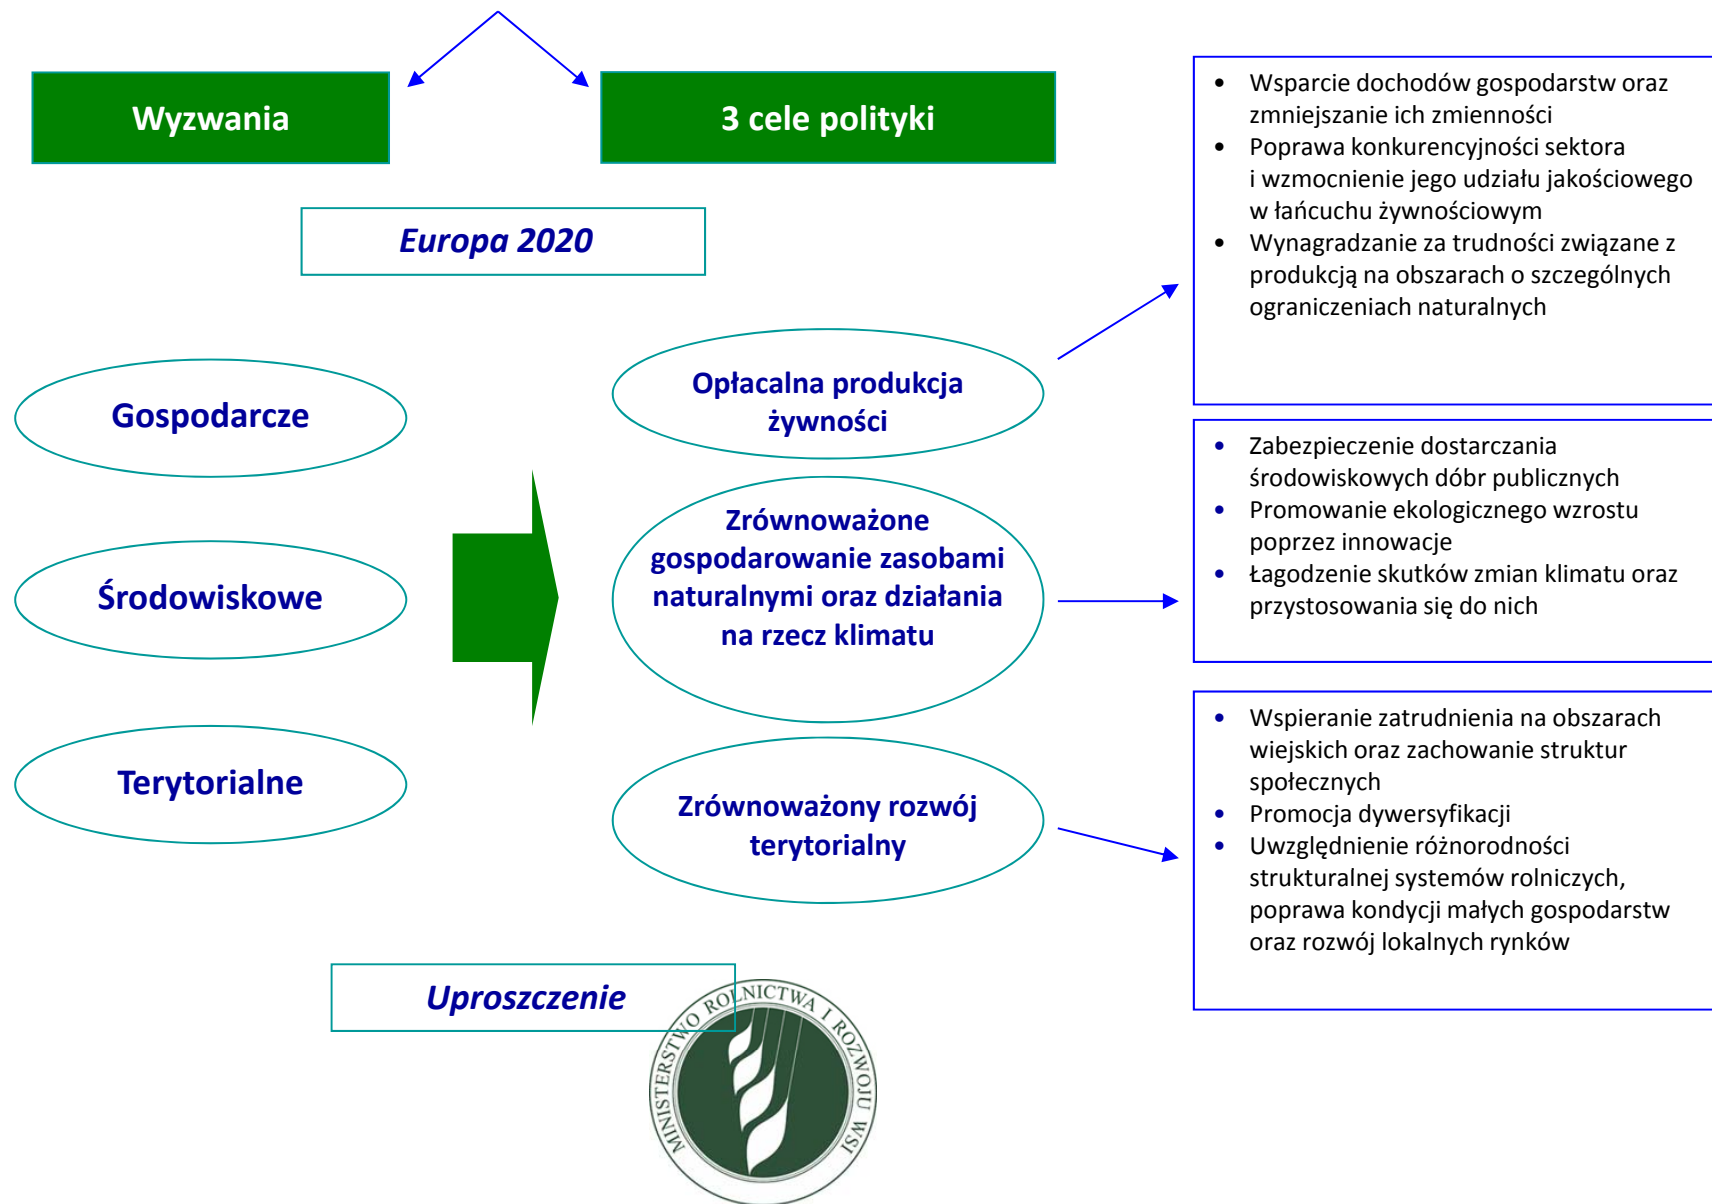 Wyzwania
3 cele polityki
Europa 2020
Gospodarcze
Środowiskowe
Terytorialne
Opłacalna produkcja
żywności
Zrównoważone
gospodarowanie zasobami
naturalnymi oraz działania
na rzecz klimatu
Zrównoważony rozwój
terytorialny
• Wsparcie dochodów gospodarstw oraz
zmniejszanie ich zmienności
• Poprawa konkurencyjności sektora
i wzmocnienie jego udziału jakościowego
w łańcuchu żywnościowym
• Wynagradzanie za trudności związane z
produkcją na obszarach o szczególnych
ograniczeniach naturalnych
• Zabezpieczenie dostarczania
środowiskowych dóbr publicznych
• Promowanie ekologicznego wzrostu
poprzez innowacje
• Łagodzenie skutków zmian klimatu oraz
przystosowania się do nich
• Wspieranie zatrudnienia na obszarach
wiejskich oraz zachowanie struktur
społecznych
• Promocja dywersyfikacji
• Uwzględnienie różnorodności
strukturalnej systemów rolniczych,
poprawa kondycji małych gospodarstw
oraz rozwój lokalnych rynków
Uproszczenie
MINISTERSTWO ROLNICTWA I ROZWOJU WSI